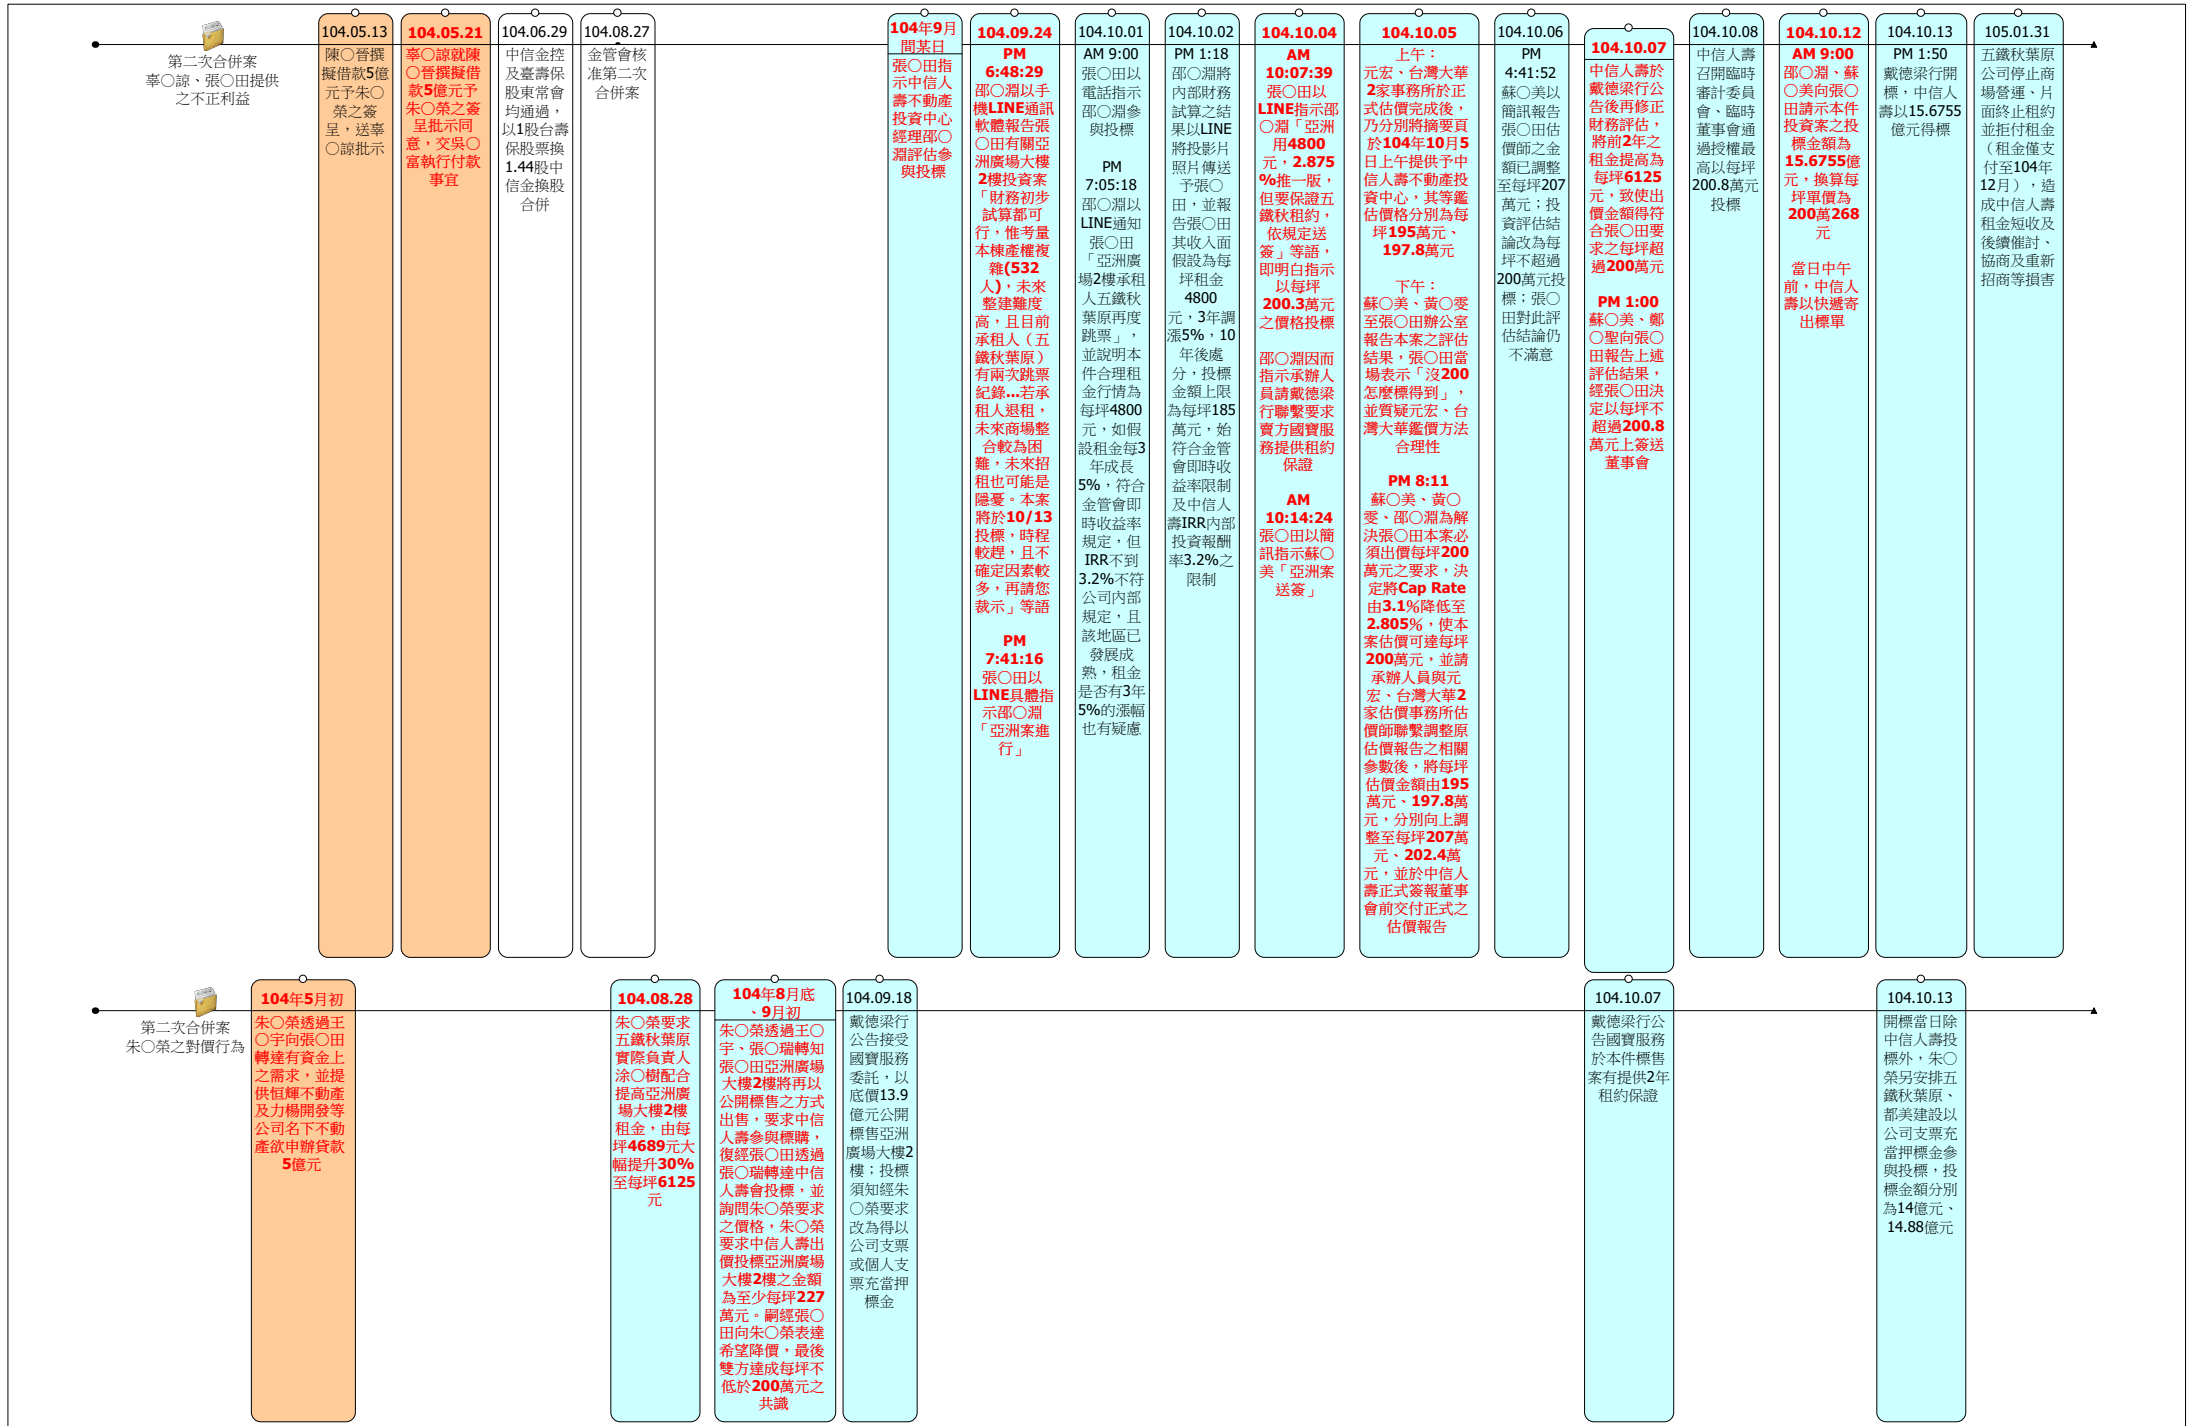 第二次合併案
辜〇諒、張〇田提供
之不正利益
104.05.13
陳〇晉撰
擬借款5億
元予朱〇
榮之簽
呈，送辜
〇諒批示
104.05.21
辜〇諒就陳
〇晉撰擬借
款5億元予
朱〇榮之簽
呈批示同
意，交吳〇
富執行付款
事宜
104.06.29
中信金控
及臺壽保
股東常會
均通過，
以1股台壽
保股票換
1.44股中
信金換股
合併
104.08.27
金管會核
准第二次
合併案
104年9月
間某日
張〇田指
示中信人
壽不動產
投資中心
經理邵〇
淵評估參
與投標
104.09.24
PM
6:48:29
邵〇淵以手
機LINE通訊
軟體報告張
〇田有關亞
洲廣場大樓
2樓投資案
「財務初步
試算都可
行，惟考量
本棟產權複
雜(532
人)，未來
整建難度
高，且目前
承租人（五
鐵秋葉原）
有兩次跳票
紀錄...若承
租人退租，
未來商場整
合較為困
難，未來招
租也可能是
隱憂。本案
將於10/13
投標，時程
較趕，且不
確定因素較
多，再請您
裁示」等語
PM
7:41:16
張〇田以
LINE具體指
示邵〇淵
「亞洲案進
行」
104.10.01
AM 9:00
張〇田以
電話指示
邵〇淵參
與投標
PM
7:05:18
邵〇淵以
LINE通知
張〇田
「亞洲廣
場2樓承租
人五鐵秋
葉原再度
跳票」，
並說明本
件合理租
金行情為
每坪4800
元，如假
設租金每3
年成長
5%，符合
金管會即
時收益率
規定，但
IRR不到
3.2%不符
公司內部
規定，且
該地區已
發展成
熟，租金
是否有3年
5%的漲幅
也有疑慮
104.10.02
PM 1:18
邵〇淵將
內部財務
試算之結
果以LINE
將投影片
照片傳送
予張〇
田，並報
告張〇田
其收入面
假設為每
坪租金
4800
元，3年調
漲5%，10
年後處
分，投標
金額上限
為每坪185
萬元，始
符合金管
會即時收
益率限制
及中信人
壽IRR內部
投資報酬
率3.2%之
限制
104.10.04
AM
10:07:39
張〇田以
LINE指示邵
〇淵「亞洲
用4800
元，2.875
%推一版，
但要保證五
鐵秋租約，
依規定送
簽」等語，
即明白指示
以每坪
200.3萬元
之價格投標
邵〇淵因而
指示承辦人
員請戴德梁
行聯繫要求
賣方國寶服
務提供租約
保證
AM
10:14:24
張〇田以簡
訊指示蘇〇
美「亞洲案
送簽」
104.10.05
上午：
元宏、台灣大華
2家事務所於正
式估價完成後，
乃分別將摘要頁
於104年10月5
日上午提供予中
信人壽不動產投
資中心，其等鑑
估價格分別為每
坪195萬元、
197.8萬元
下午：
蘇〇美、黃〇雯
至張〇田辦公室
報告本案之評估
結果，張〇田當
場表示「沒200
怎麼標得到」，
並質疑元宏、台
灣大華鑑價方法
合理性
PM 8:11
蘇〇美、黃〇
雯、邵〇淵為解
決張〇田本案必
須出價每坪200
萬元之要求，決
定將Cap Rate
由3.1%降低至
2.805%，使本
案估價可達每坪
200萬元，並請
承辦人員與元
宏、台灣大華2
家估價事務所估
價師聯繫調整原
估價報告之相關
參數後，將每坪
估價金額由195
萬元、197.8萬
元，分別向上調
整至每坪207萬
元、202.4萬
元，並於中信人
壽正式簽報董事
會前交付正式之
估價報告
104.10.06
PM
4:41:52
蘇〇美以
簡訊報告
張〇田估
價師之金
額已調整
至每坪207
萬元；投
資評估結
論改為每
坪不超過
200萬元投
標；張〇
田對此評
估結論仍
不滿意
104.10.07
中信人壽於
戴德梁行公
告後再修正
財務評估，
將前2年之
租金提高為
每坪6125
元，致使出
價金額得符
合張〇田要
求之每坪超
過200萬元
PM 1:00
蘇〇美、鄭
〇聖向張〇
田報告上述
評估結果，
經張〇田決
定以每坪不
超過200.8
萬元上簽送
董事會
104.10.08
中信人壽
召開臨時
審計委員
會、臨時
董事會通
過授權最
高以每坪
200.8萬元
投標
104.10.12
AM 9:00
邵〇淵、蘇
〇美向張〇
田請示本件
投資案之投
標金額為
15.6755億
元，換算每
坪單價為
200萬268
元
當日中午
前，中信人
壽以快遞寄
出標單
104.10.13
PM 1:50
戴德梁行開
標，中信人
壽以15.6755
億元得標
105.01.31
五鐵秋葉原
公司停止商
場營運、片
面終止租約
並拒付租金
（租金僅支
付至104年
12月），造
成中信人壽
租金短收及
後續催討、
協商及重新
招商等損害
第二次合併案
朱〇榮之對價行為
104年5月初
朱〇榮透過王
〇宇向張〇田
轉達有資金上
之需求，並提
供恒輝不動產
及力楊開發等
公司名下不動
產欲申辦貸款
5億元
104.08.28
朱〇榮要求
五鐵秋葉原
實際負責人
涂〇樹配合
提高亞洲廣
場大樓2樓
租金，由每
坪4689元大
幅提升30%
至每坪6125
元
104年8月底
、9月初
朱〇榮透過王〇
宇、張〇瑞轉知
張〇田亞洲廣場
大樓2樓將再以
公開標售之方式
出售，要求中信
人壽參與標購，
復經張〇田透過
張〇瑞轉達中信
人壽會投標，並
詢問朱〇榮要求
之價格，朱〇榮
要求中信人壽出
價投標亞洲廣場
大樓2樓之金額
為至少每坪227
萬元。嗣經張〇
田向朱〇榮表達
希望降價，最後
雙方達成每坪不
低於200萬元之
共識
104.09.18
戴德梁行
公告接受
國寶服務
委託，以
底價13.9
億元公開
標售亞洲
廣場大樓2
樓；投標
須知經朱
〇榮要求
改為得以
公司支票
或個人支
票充當押
標金
104.10.07
戴德梁行公
告國寶服務
於本件標售
案有提供2年
租約保證
104.10.13
開標當日除
中信人壽投
標外，朱〇
榮另安排五
鐵秋葉原、
都美建設以
公司支票充
當押標金參
與投標，投
標金額分別
為14億元、
14.88億元